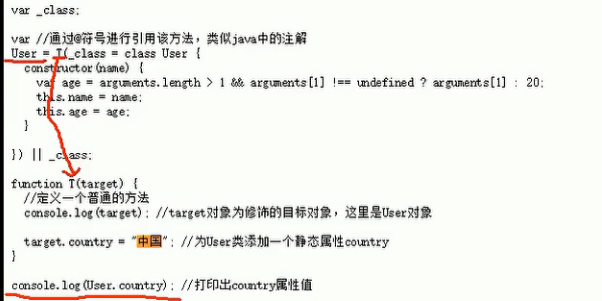 var _class;
var //通过@符号进行引用该方法，类似java中的注解
User = T(_class = class User {
constructor(name) {
var age = arguments.length > 1 && arguments[1] !== undefined ? arguments[1] : 20;
this.name = name;
this.age = age;
}
}) || _class;
function T(target) {
//定义一个普通的方法
console.log(target); //target对象为修饰的目标对象，这里是User对象
target.country = "中国"; //为User类添加一个静态属性country
}
console.log(User.country); //打印出country属性值